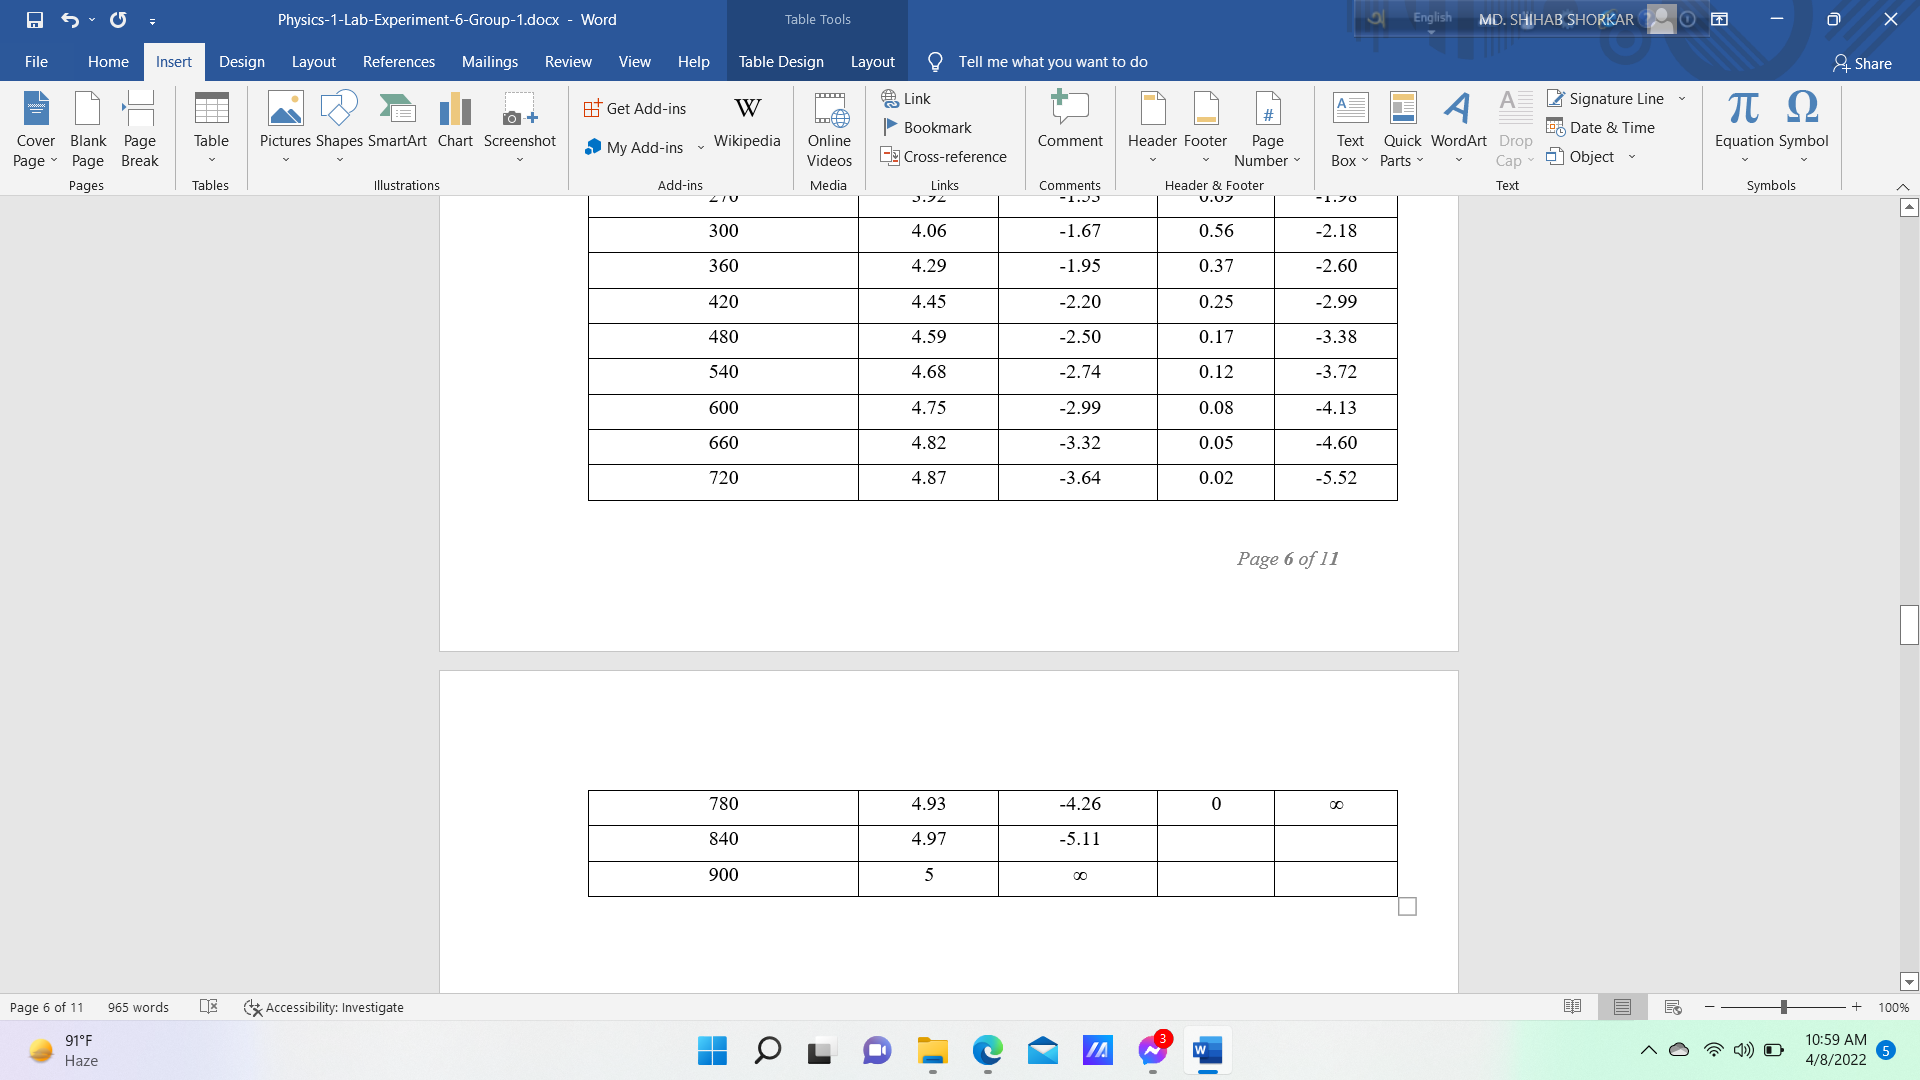 Physics-1-Lab-Experiment-6-Group-1.docx - Word
Table Tools
English
MD. SHIHAB SHORKAR
File Home Insert Design Layout References Mailings Review View Help Table Design Layout Tell me what you want to do Share
Cover Page
Blank Page
Page Break
Pages
Table
Tables
Pictures
Shapes
SmartArt
Chart
Screenshot
Illustrations
Get Add-ins
My Add-ins
W
Wikipedia
Add-ins
Online Videos
Media
Link
Bookmark
Cross-reference
Links
Comment
Comments
Header
Footer
Page Number
Header & Footer
Text Box
Quick Parts
WordArt
Drop Cap
Signature Line
Date & Time
Object
Text
π
Equation
Ω
Symbol
Symbols
270 3.92 -1.53 0.69 -1.98
300 4.06 -1.67 0.56 -2.18
360 4.29 -1.95 0.37 -2.60
420 4.45 -2.20 0.25 -2.99
480 4.59 -2.50 0.17 -3.38
540 4.68 -2.74 0.12 -3.72
600 4.75 -2.99 0.08 -4.13
660 4.82 -3.32 0.05 -4.60
720 4.87 -3.64 0.02 -5.52
Page 6 of 11
780 4.93 -4.26 0 ∞
840 4.97 -5.11
900 5 ∞
Page 6 of 11 965 words Accessibility: Investigate 100%
91°F
Haze
3
10:59 AM
4/8/2022
5